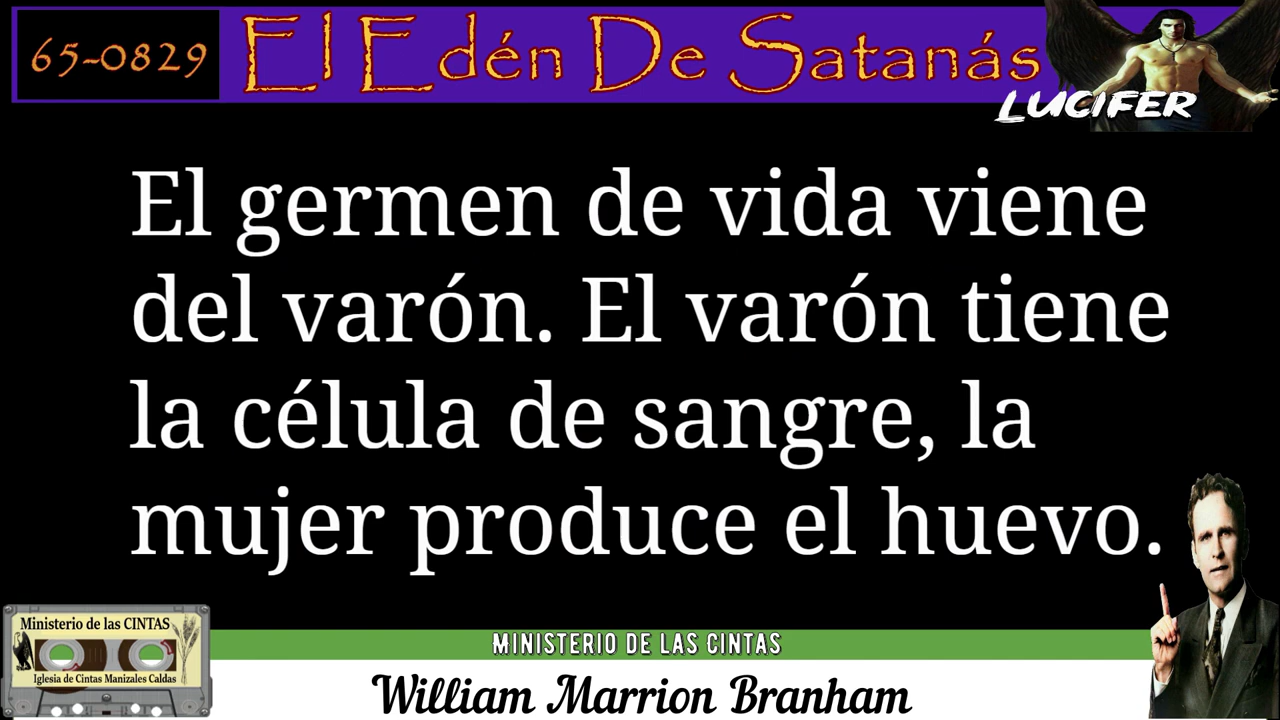 65-0829
El Edén De Satanás
LUCIFER
El germen de vida viene
del varón. El varón tiene
la célula de sangre, la
mujer produce el huevo.
Ministerio de las CINTAS
Iglesia de Cintas Manizales Caldas
MINISTERIO DE LAS CINTAS
William Marrion Branham